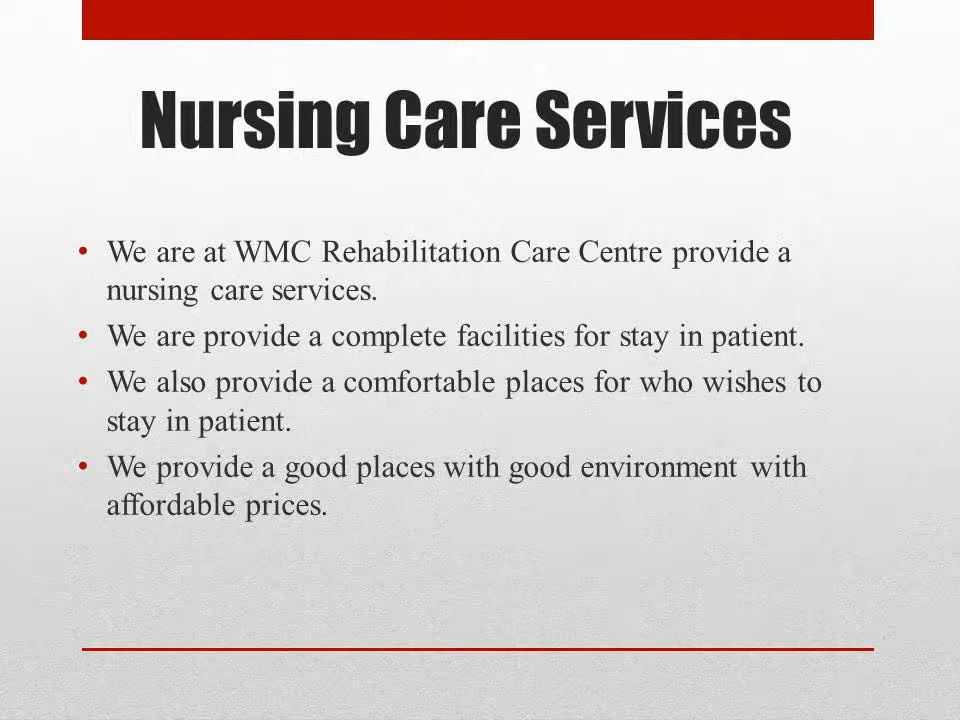 Nursing Care Services
• We are at WMC Rehabilitation Care Centre provide a
nursing care services.
• We are provide a complete facilities for stay in patient.
• We also provide a comfortable places for who wishes to
stay in patient.
• We provide a good places with good environment with
affordable prices.